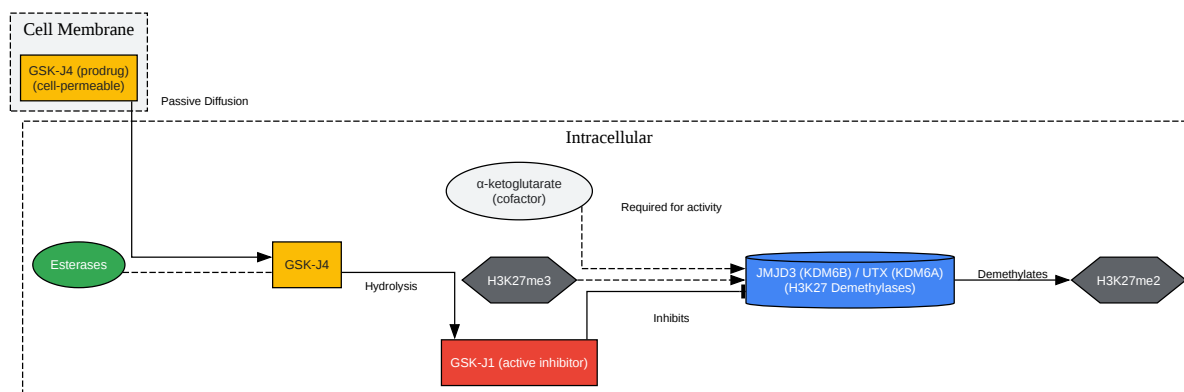 Cell Membrane
GSK-J4 (prodrug)
(cell-permeable)
Passive Diffusion
Intracellular
α-ketoglutarate
(cofactor)
Required for activity
Esterases
GSK-J4
Hydrolysis
H3K27me3
JMJD3 (KDM6B) / UTX (KDM6A)
(H3K27 Demethylases)
Demethylates
H3K27me2
Inhibits
GSK-J1 (active inhibitor)